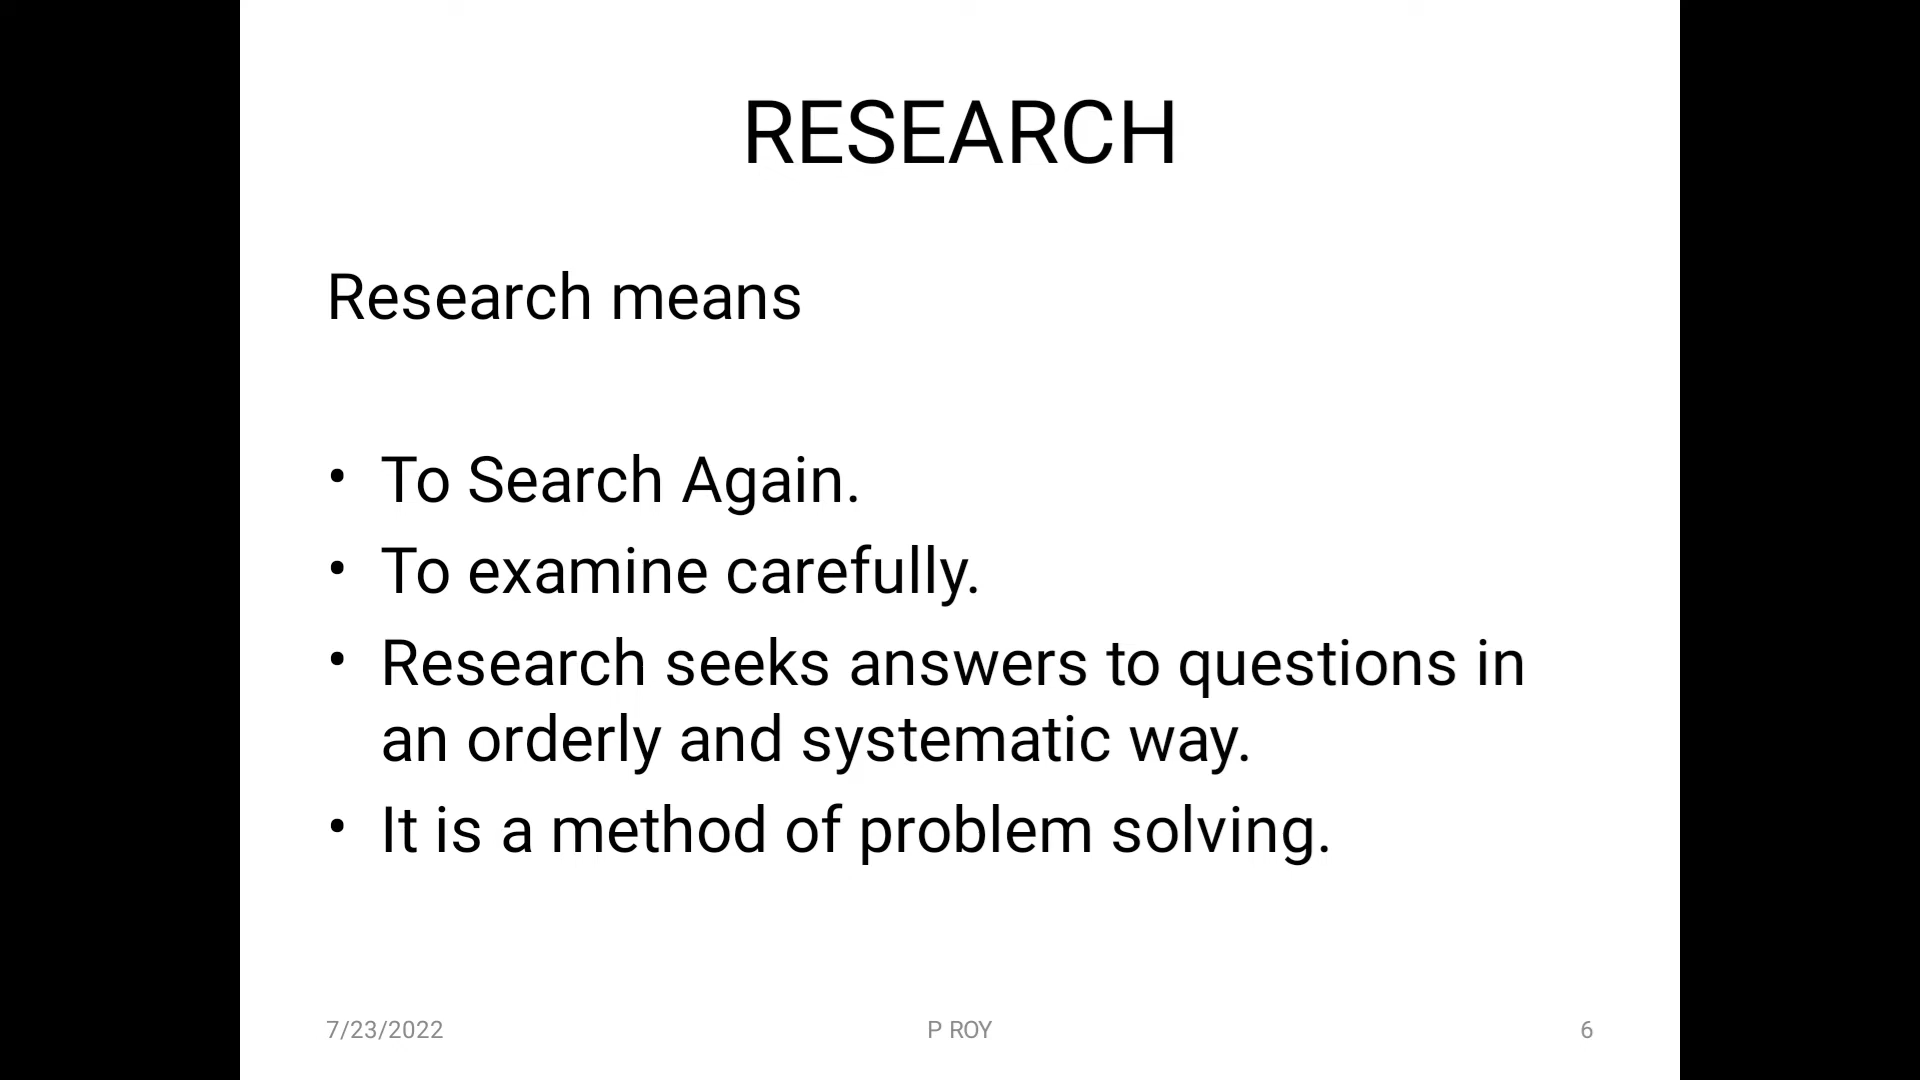 RESEARCH
Research means
• To Search Again.
• To examine carefully.
• Research seeks answers to questions in
an orderly and systematic way.
• It is a method of problem solving.
7/23/2022
P ROY
6